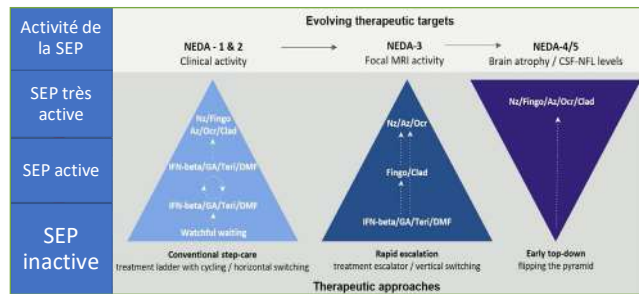 Activité de
la SEP
SEP très
active
SEP active
SEP
inactive
Evolving therapeutic targets
NEDA - 1 & 2
Clinical activity
NEDA-3
Focal MRI activity
NEDA-4/5
Brain atrophy / CSF-NFL levels
Nz/Fingo
Az/Ocr/Clad
IFN-beta/GA/Teri/DMF
IFN-beta/GA/Teri/DMF
Watchful waiting
Nz/Az/Ocr
Fingo/Clad
IFN-beta/GA/Teri/DMF
Nz/Fingo/Az/Ocr/Clad
Conventional step-care
treatment ladder with cycling / horizontal switching
Rapid escalation
treatment escalator / vertical switching
Early top-down
flipping the pyramid
Therapeutic approaches